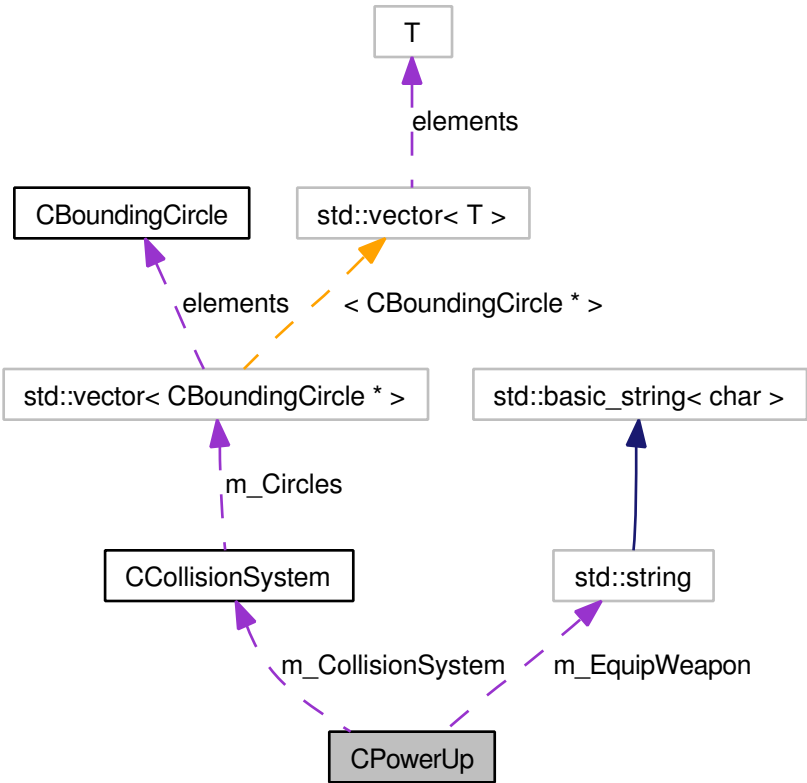 T
elements
CBoundingCircle
std::vector< T >
elements
< CBoundingCircle * >
std::vector< CBoundingCircle * >
std::basic_string< char >
m_Circles
CCollisionSystem
std::string
m_CollisionSystem
m_EquipWeapon
CPowerUp